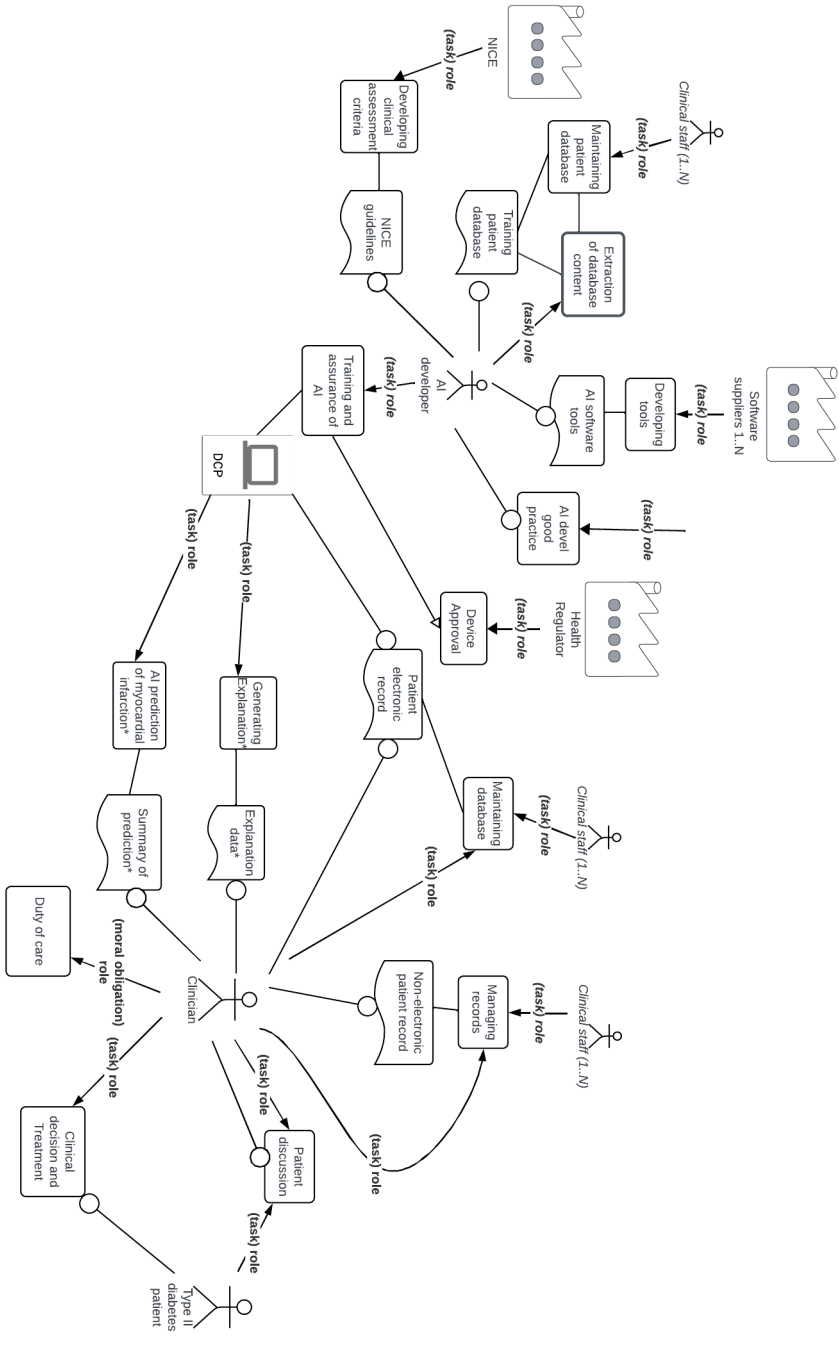 NICE
(task) role
Developing
clinical
assessment
criteria
NICE
guidelines
Clinical staff (1..N)
(task) role
Maintaining
patient
database
Training
patient
database
Extraction
of database
content
(task) role
AI
developer
(task) role
Training and
assurance of
AI
Software
suppliers 1..N
(task) role
Developing
tools
AI software
tools
(task) role
AI devel
good
practice
Health
Regulator
(task) role
Device
Approval
DCP
(task) role
(task) role
Patient
electronic
record
Generating
Explanation*
AI prediction
of myocardial
infarction*
Clinical staff (1..N)
(task) role
Maintaining
database
(task) role
Explanation
data*
Summary of
prediction*
Clinical staff (1..N)
(task) role
Managing
records
Non-electronic
patient record
Clinician
(moral obligation)
role
Duty of care
(task) role
(task) role
(task) role
Patient
discussion
Clinical
decision and
Treatment
(task) role
Type II
diabetes
patient